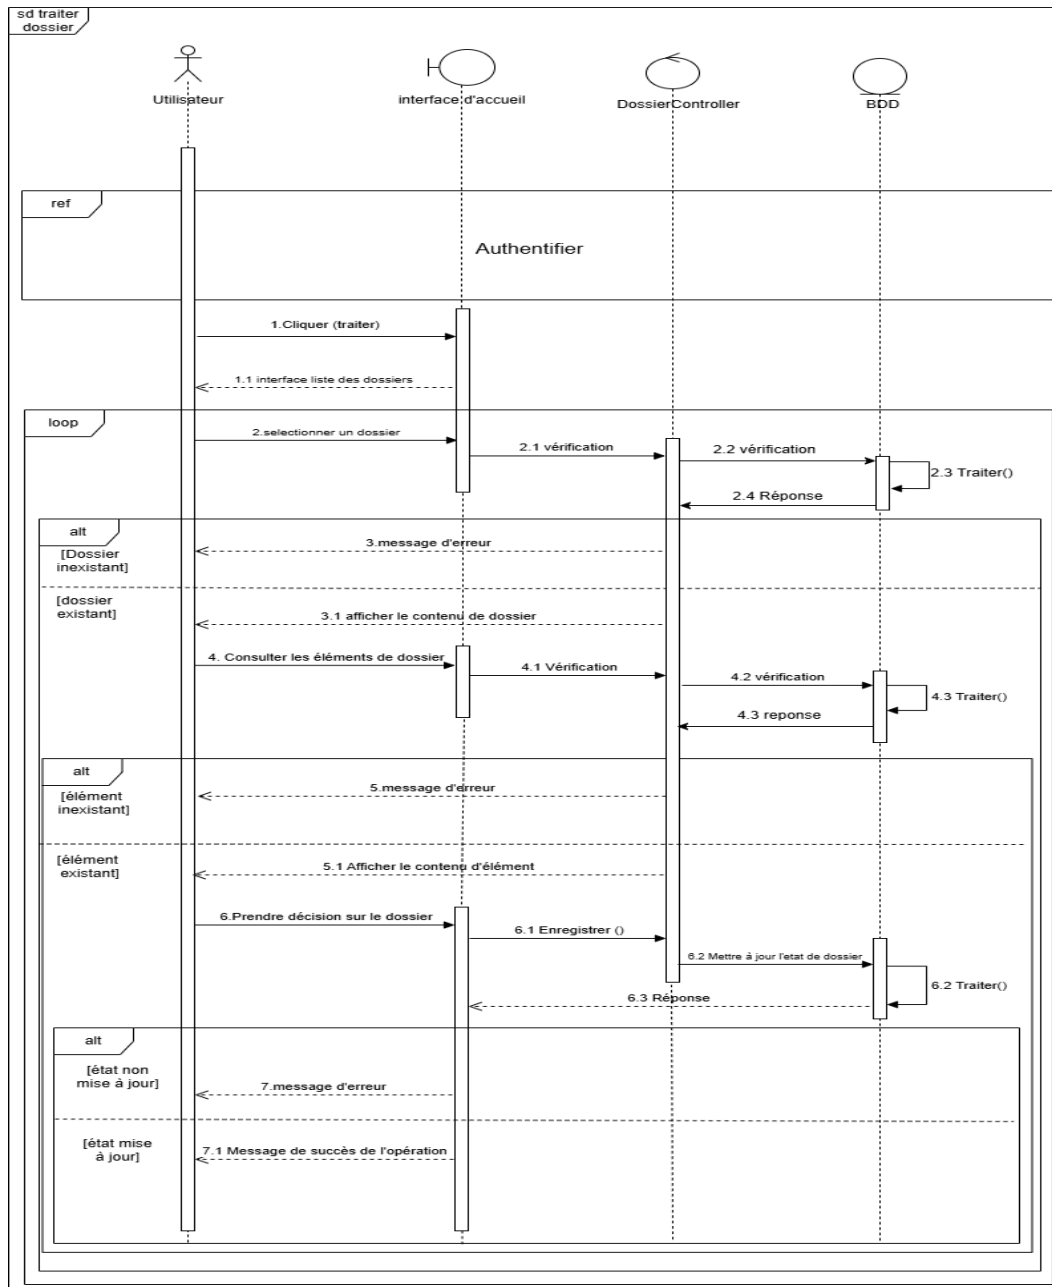 sd traiter
dossier
Utilisateur
interface d'accueil
DossierController
BDD
ref
Authentifier
1.Cliquer (traiter)
1.1 interface liste des dossiers
loop
2.selectionner un dossier
2.1 vérification
2.2 vérification
2.3 Traiter()
2.4 Réponse
alt
[Dossier
inexistant]
3.message d'erreur
[dossier
existant]
3.1 afficher le contenu de dossier
4. Consulter les éléments de dossier
4.1 Vérification
4.2 vérification
4.3 Traiter()
4.3 reponse
alt
[élément
inexistant]
5.message d'erreur
[élément
existant]
5.1 Afficher le contenu d'élément
6.Prendre décision sur le dossier
6.1 Enregistrer ()
6.2 Mettre à jour l'etat de dossier
6.2 Traiter()
6.3 Réponse
alt
[état non
mise à jour]
7.message d'erreur
[état mise
à jour]
7.1 Message de succès de l'opération